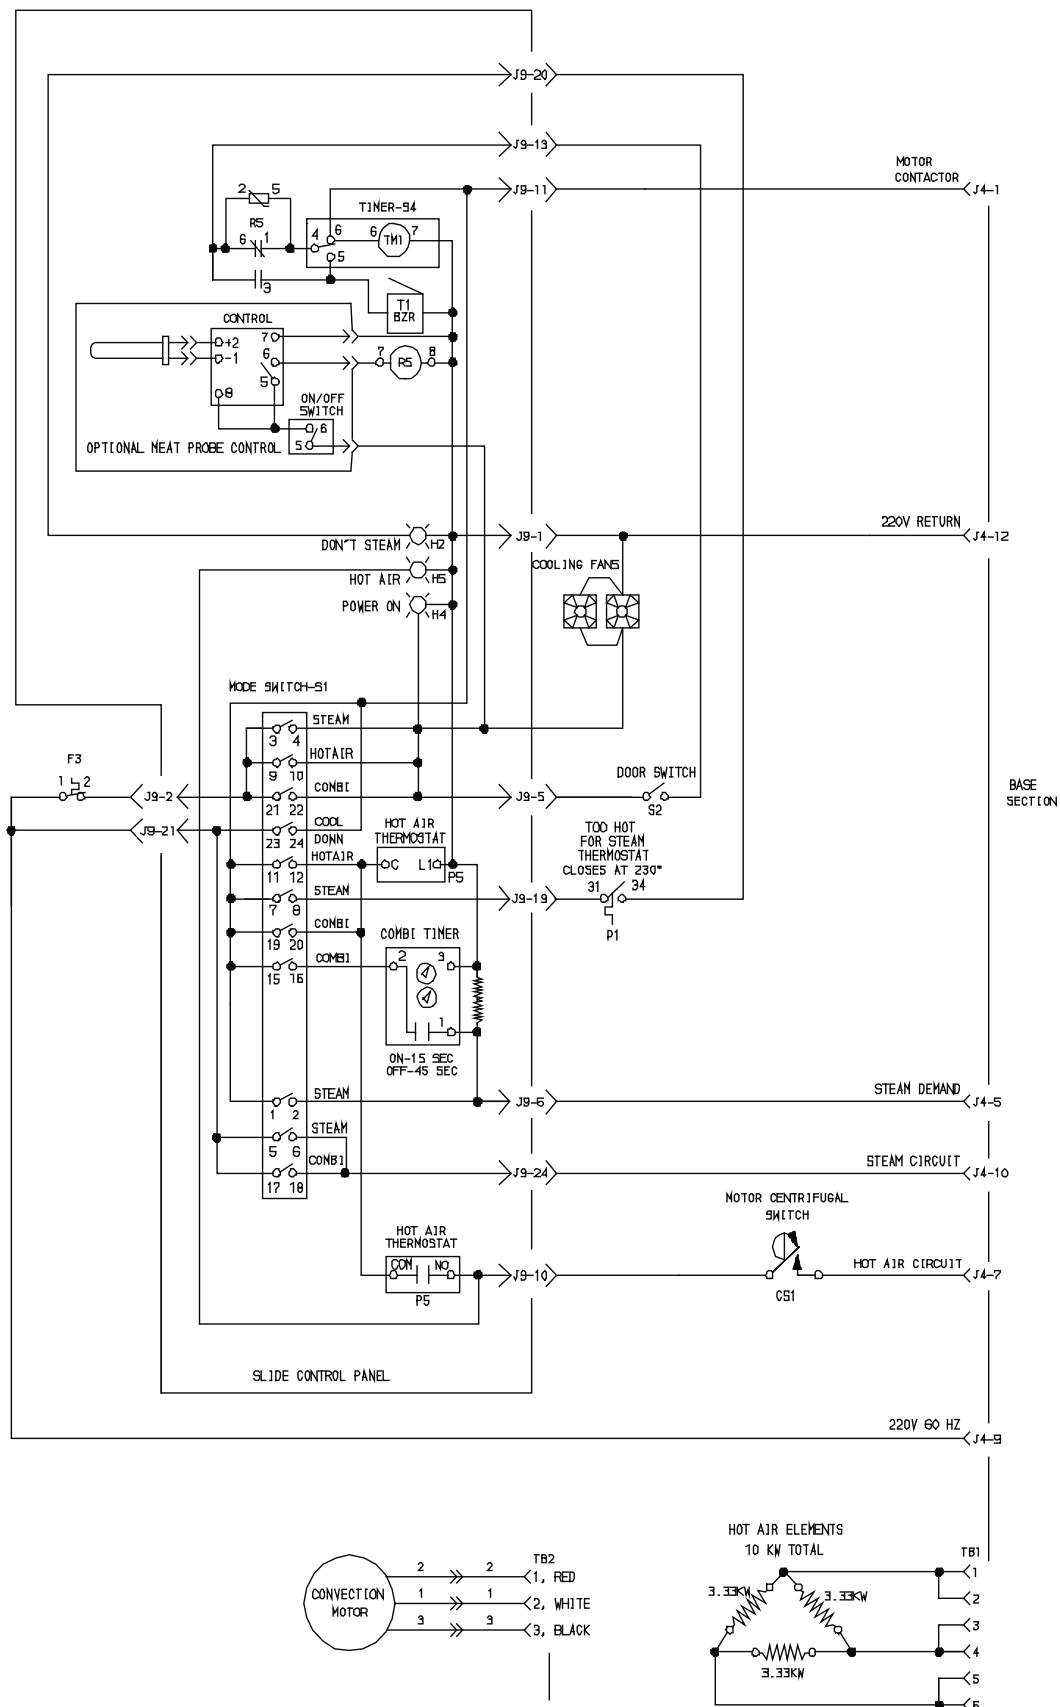 J9-20
J9-13
MOTOR
CONTACTOR
J9-11
J4-1
2 5
TIMER-S4
R5
6 1
4 6 6 TM1 7
5
3
T1
BZR
CONTROL
+2 7
-1 6
7 R5 8
5
8
ON/OFF
SWITCH
6
5
OPTIONAL MEAT PROBE CONTROL
220V RETURN
DON'T STEAM H2 J9-1 J4-12
COOLING FANS
HOT AIR H5
POWER ON H4
MODE SWITCH-S1
STEAM
3 4
F3
HOTAIR
9 10
DOOR SWITCH
1 2
COMBI
J9-2 J9-5
21 22
S2
BASE
SECTION
COOL
J9-21
23 24 DOWN
HOT AIR
THERMOSTAT
TOO HOT
FOR STEAM
THERMOSTAT
CLOSES AT 230°
HOTAIR
C L1
11 12
P5
STEAM
31 34
J9-19
7 8
P1
COMBI
19 20
COMBI TIMER
COMBI
2 3
15 16
1
ON-15 SEC
OFF-45 SEC
STEAM
STEAM DEMAND
J9-6 J4-5
1 2
STEAM
5 6
COMBI
STEAM CIRCUIT
J9-24 J4-10
17 18
MOTOR CENTRIFUGAL
SWITCH
HOT AIR
THERMOSTAT
COM NO
HOT AIR CIRCUIT
J9-10 J4-7
P5
CS1
SLIDE CONTROL PANEL
220V 60 HZ
J4-9
HOT AIR ELEMENTS
10 KW TOTAL
TB1
TB2
CONVECTION
MOTOR
2 2 1, RED
1 1 2, WHITE
3 3 3, BLACK
3.33KW 3.33KW
3.33KW
1
2
3
4
5
6